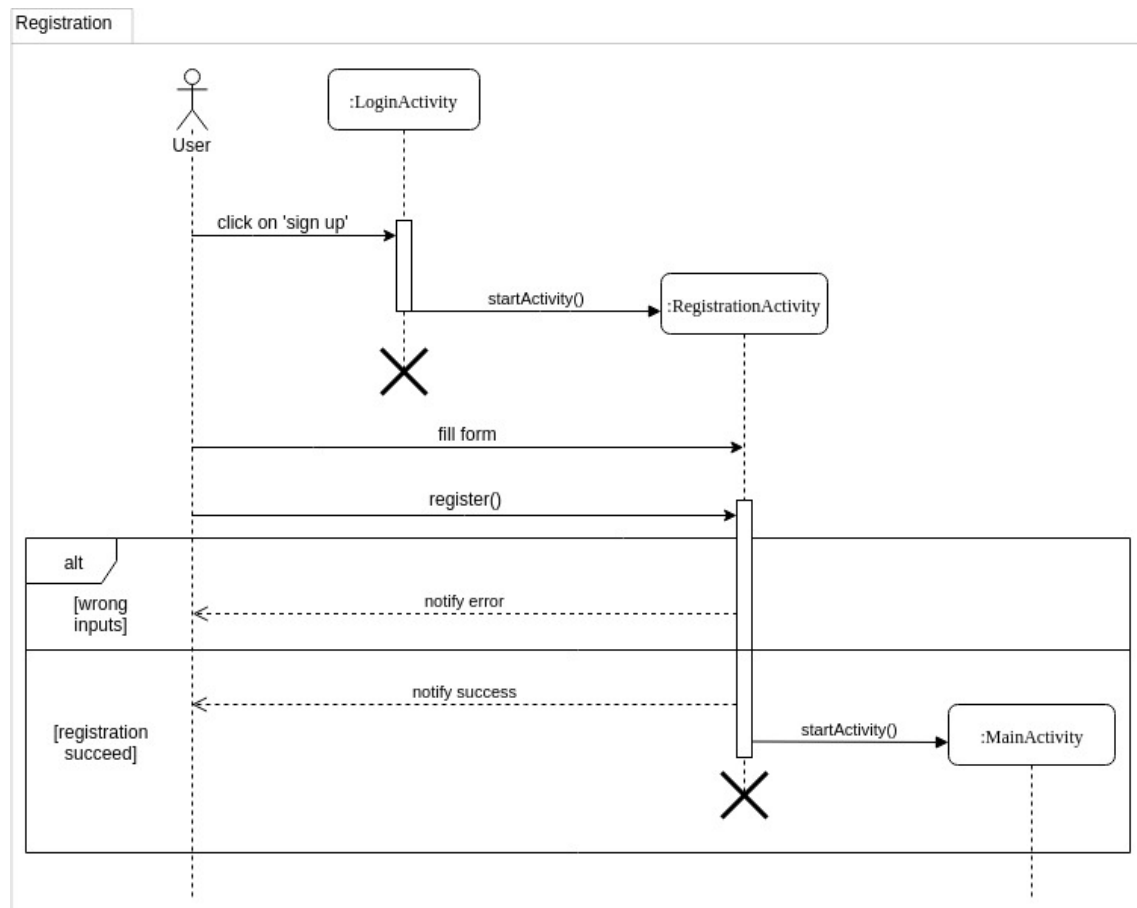 Registration
:LoginActivity
User
click on 'sign up'
startActivity()
:RegistrationActivity
fill form
register()
alt
[wrong
inputs]
notify error
notify success
[registration
succeed]
startActivity()
:MainActivity